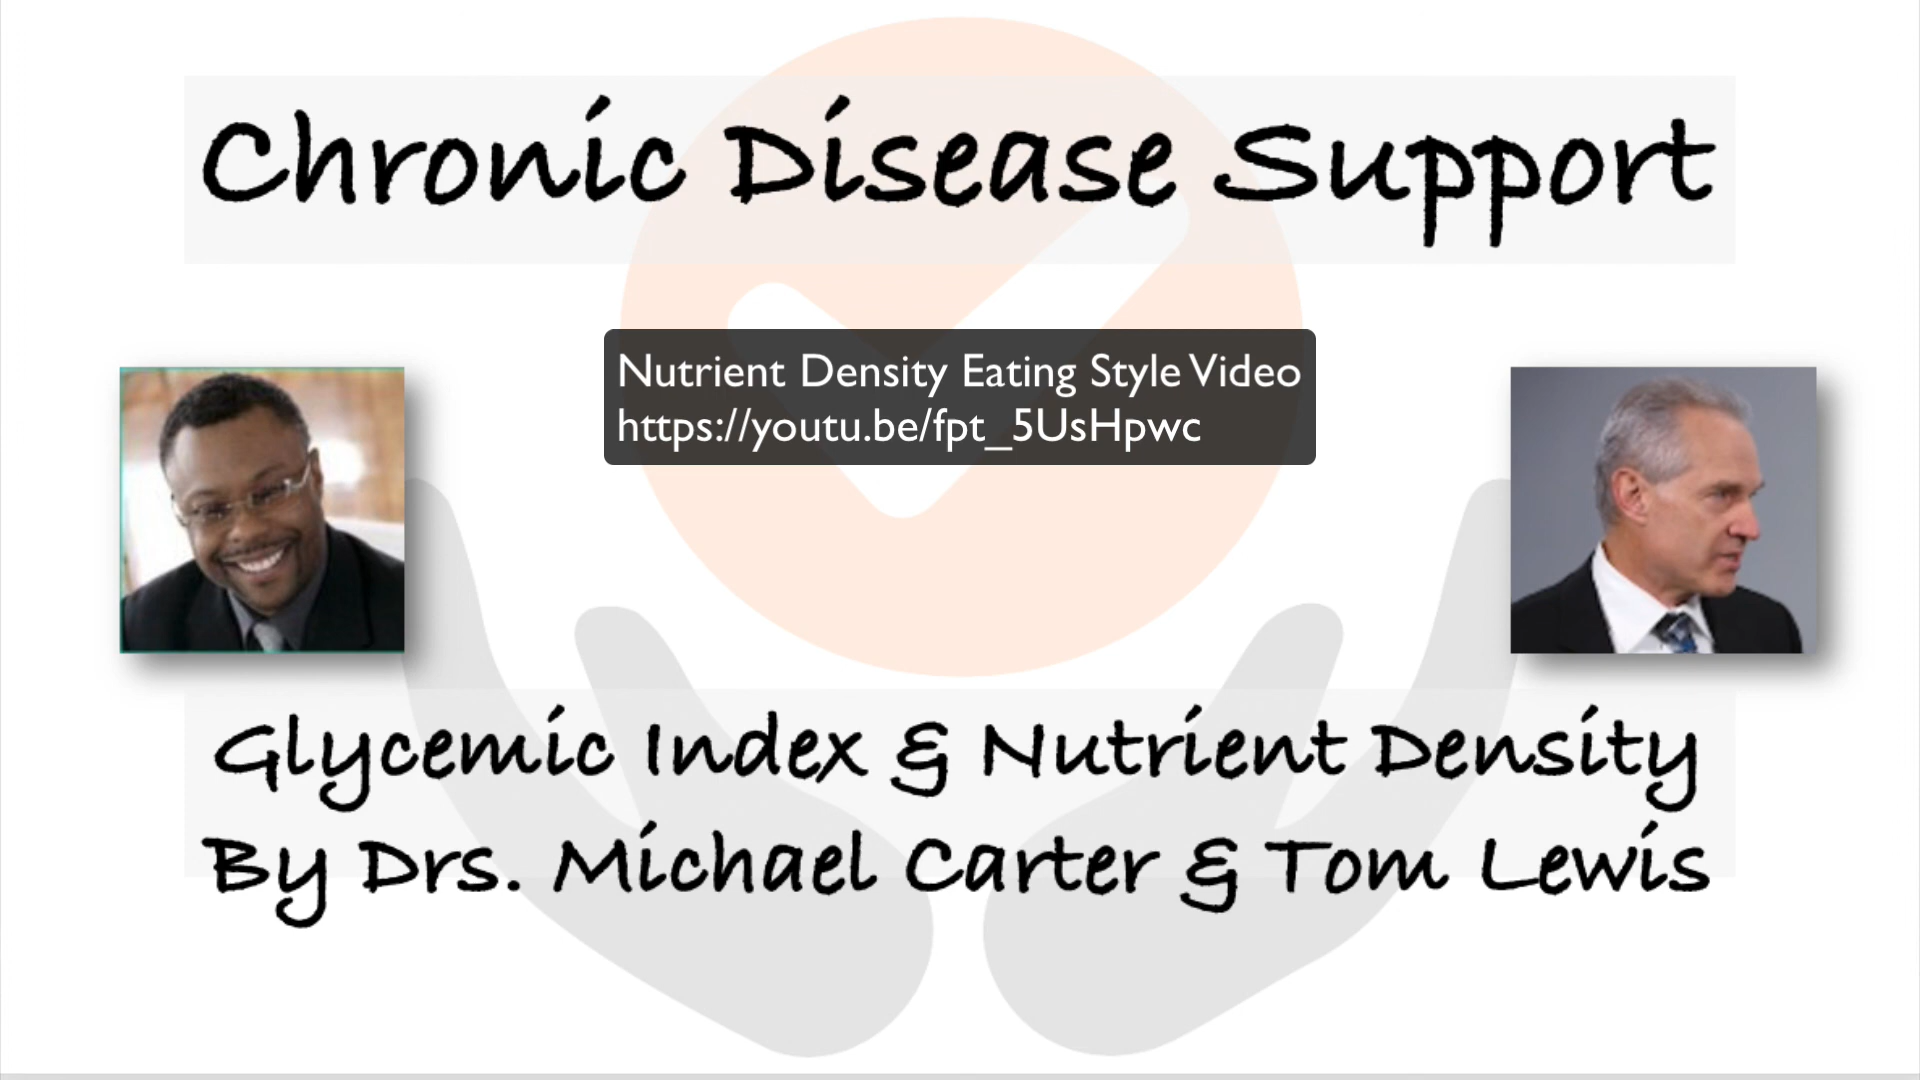 Chronic Disease Support
Nutrient Density Eating Style Video
https://youtu.be/fpt_5UsHpwc
Glycemic Index & Nutrient Density
By Drs. Michael Carter & Tom Lewis